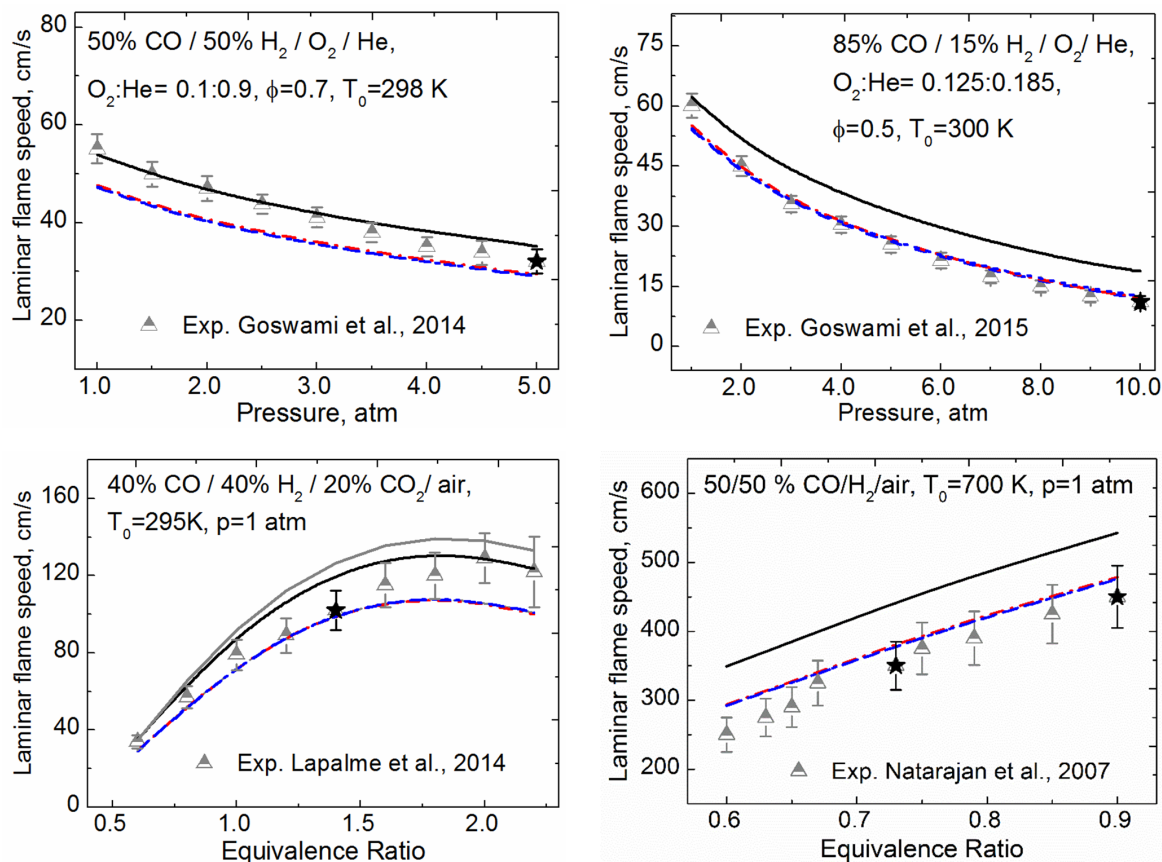 50% CO / 50% H2 / O2 / He,
O2:He= 0.1:0.9, ϕ=0.7, T0=298 K
Exp. Goswami et al., 2014
Laminar flame speed, cm/s
80
60
40
20
1.0 2.0 3.0 4.0 5.0
Pressure, atm
85% CO / 15% H2 / O2/ He,
O2:He= 0.125:0.185,
ϕ=0.5, T0=300 K
Exp. Goswami et al., 2015
Laminar flame speed, cm/s
75
60
45
30
15
0
2.0 4.0 6.0 8.0 10.0
Pressure, atm
40% CO / 40% H2 / 20% CO2/ air,
T0=295K, p=1 atm
Exp. Lapalme et al., 2014
Laminar flame speed, cm/s
160
120
80
40
0
0.5 1.0 1.5 2.0
Equivalence Ratio
50/50 % CO/H2/air, T0=700 K, p=1 atm
Exp. Natarajan et al., 2007
Laminar flame speed, cm/s
600
500
400
300
200
0.6 0.7 0.8 0.9
Equivalence Ratio